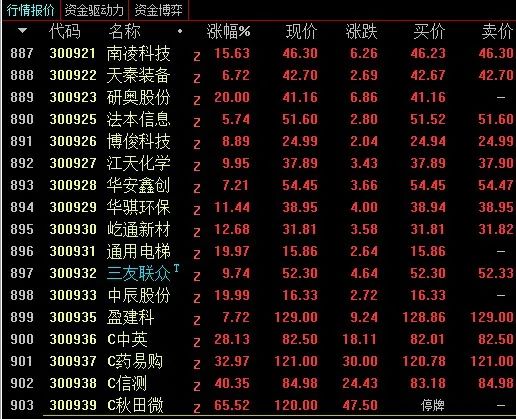 行情报价 资金驱动力 资金博弈
代码 名称 涨幅% 现价 涨跌 买价 卖价
887 300921 南凌科技 Z 15.63 46.30 6.26 46.23 46.30
888 300922 天秦装备 Z 6.72 42.70 2.69 42.67 42.70
889 300923 研奥股份 Z 20.00 41.16 6.86 41.16 —
890 300925 法本信息 Z 5.74 51.60 2.80 51.52 51.60
891 300926 博俊科技 Z 8.89 24.99 2.04 24.94 24.99
892 300927 江天化学 Z 9.95 37.89 3.43 37.89 37.90
893 300928 华安鑫创 Z 7.21 54.45 3.66 54.45 54.47
894 300929 华骐环保 Z 11.44 38.95 4.00 38.94 38.95
895 300930 屹通新材 Z 12.68 31.81 3.58 31.81 31.82
896 300931 通用电梯 Z 19.97 15.86 2.64 15.86 —
897 300932 三友联众T Z 9.74 52.30 4.64 52.30 52.33
898 300933 中辰股份 Z 19.99 16.33 2.72 16.33 —
899 300935 盈建科 Z 7.72 129.00 9.24 128.86 129.00
900 300936 C中英 Z 28.13 82.50 18.11 82.01 82.50
901 300937 C药易购 Z 32.97 121.00 30.00 120.78 121.00
902 300938 C信测 Z 40.35 84.98 24.43 83.18 84.98
903 300939 C秋田微 Z 65.52 120.00 47.50 停牌 —